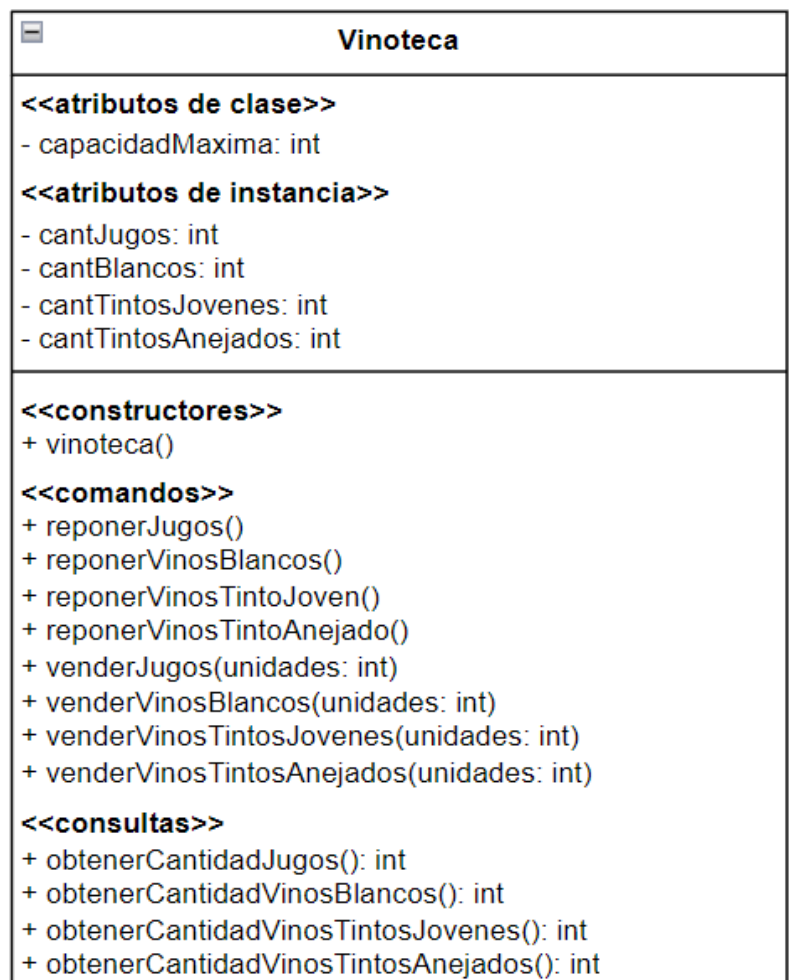 Vinoteca
<<atributos de clase>>
- capacidadMaxima: int
<<atributos de instancia>>
- cantJugos: int
- cantBlancos: int
- cantTintosJovenes: int
- cantTintosAnejados: int
<<constructores>>
+ vinoteca()
<<comandos>>
+ reponerJugos()
+ reponerVinosBlancos()
+ reponerVinosTintoJoven()
+ reponerVinosTintoAnejado()
+ venderJugos(unidades: int)
+ venderVinosBlancos(unidades: int)
+ venderVinosTintosJovenes(unidades: int)
+ venderVinosTintosAnejados(unidades: int)
<<consultas>>
+ obtenerCantidadJugos(): int
+ obtenerCantidadVinosBlancos(): int
+ obtenerCantidadVinosTintosJovenes(): int
+ obtenerCantidadVinosTintosAnejados(): int